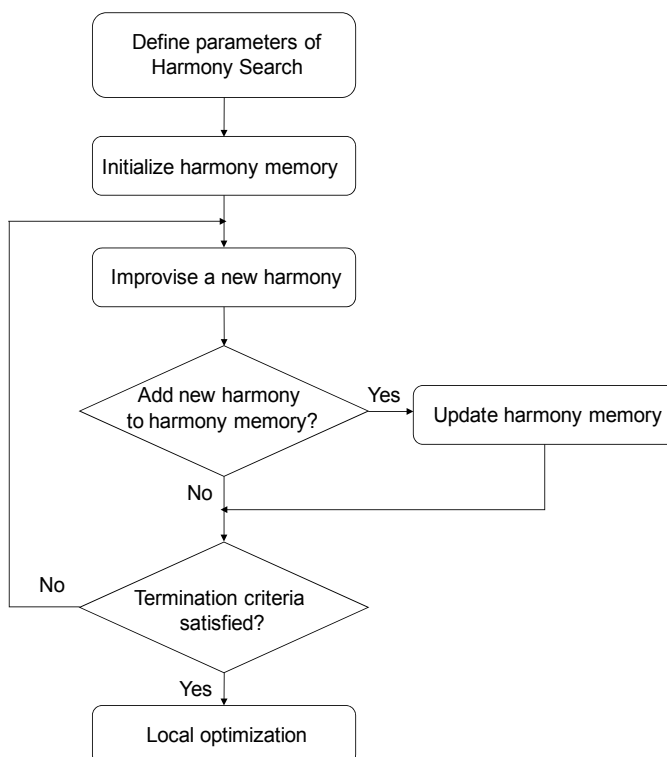 Define parameters of
Harmony Search
Initialize harmony memory
Improvise a new harmony
Add new harmony
to harmony memory?
Yes
Update harmony memory
No
Termination criteria
satisfied?
No
Yes
Local optimization